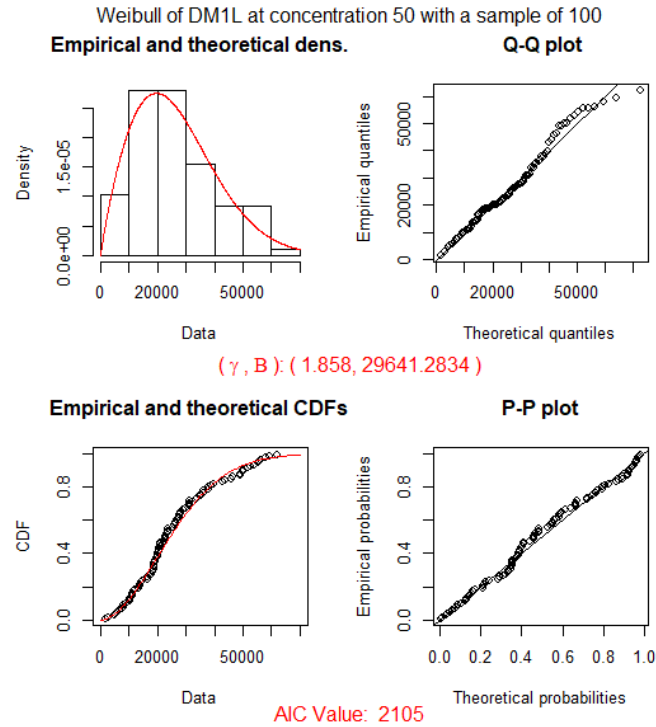 Weibull of DM1L at concentration 50 with a sample of 100
Empirical and theoretical dens.
Density
0.0e+00 1.5e-05
0 20000 50000
Data
Q-Q plot
Empirical quantiles
0 20000 50000
0 20000 50000
Theoretical quantiles
( γ , B ): ( 1.858, 29641.2834 )
Empirical and theoretical CDFs
CDF
0.0 0.4 0.8
0 20000 50000
Data
P-P plot
Empirical probabilities
0.0 0.4 0.8
0.0 0.2 0.4 0.6 0.8 1.0
Theoretical probabilities
AIC Value: 2105